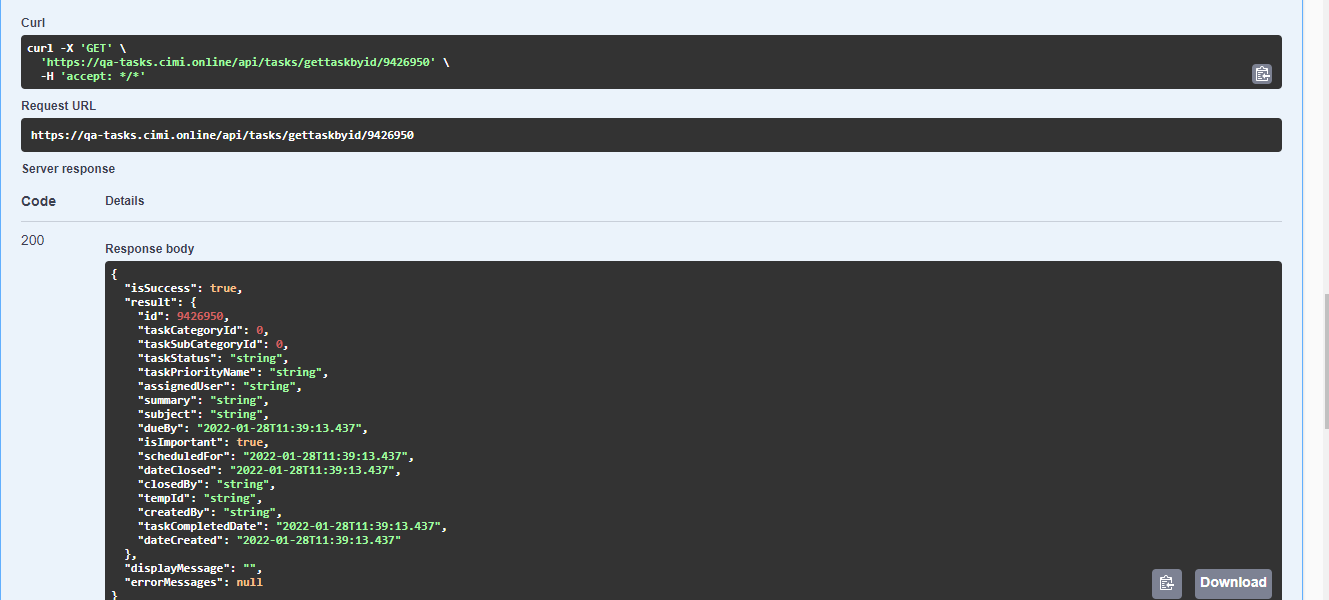 Curl
curl -X 'GET' \
  'https://qa-tasks.cimi.online/api/tasks/gettaskbyid/9426950' \
  -H 'accept: */*'
Request URL
https://qa-tasks.cimi.online/api/tasks/gettaskbyid/9426950
Server response
Code Details
200
Response body
{
  "isSuccess": true,
  "result": {
    "id": 9426950,
    "taskCategoryId": 0,
    "taskSubCategoryId": 0,
    "taskStatus": "string",
    "taskPriorityName": "string",
    "assignedUser": "string",
    "summary": "string",
    "subject": "string",
    "dueBy": "2022-01-28T11:39:13.437",
    "isImportant": true,
    "scheduledFor": "2022-01-28T11:39:13.437",
    "dateClosed": "2022-01-28T11:39:13.437",
    "closedBy": "string",
    "tempId": "string",
    "createdBy": "string",
    "taskCompletedDate": "2022-01-28T11:39:13.437",
    "dateCreated": "2022-01-28T11:39:13.437"
  },
  "displayMessage": "",
  "errorMessages": null
}
Download